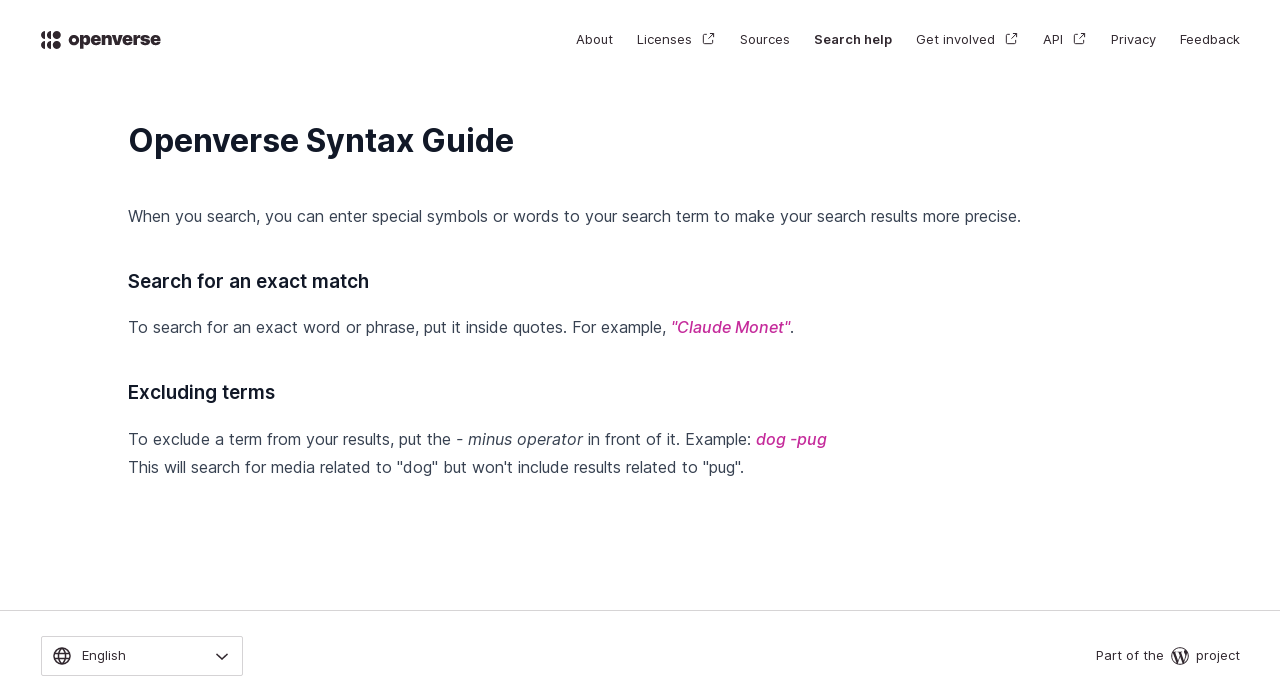 openverse
About Licenses Sources Search help Get involved API Privacy Feedback
Openverse Syntax Guide
When you search, you can enter special symbols or words to your search term to make your search results more precise.
Search for an exact match
To search for an exact word or phrase, put it inside quotes. For example, "Claude Monet".
Excluding terms
To exclude a term from your results, put the - minus operator in front of it. Example: dog -pug
This will search for media related to "dog" but won't include results related to "pug".
English
Part of the project